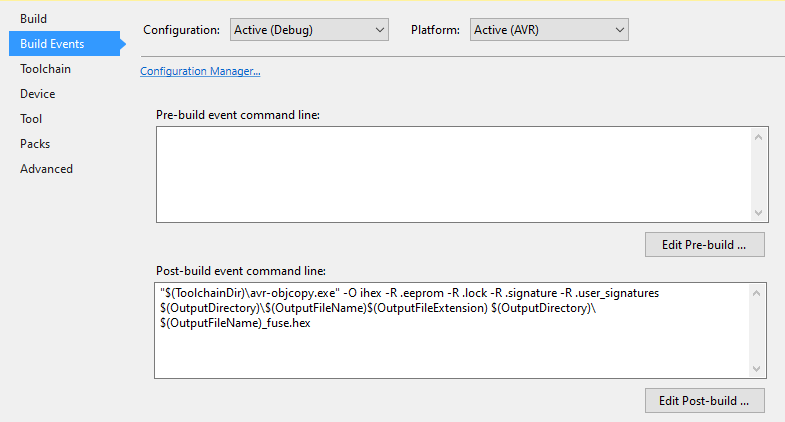 Build
Build Events
Toolchain
Device
Tool
Packs
Advanced
Configuration: Active (Debug) Platform: Active (AVR)
Configuration Manager...
Pre-build event command line:
Edit Pre-build ...
Post-build event command line:
"$(ToolchainDir)\avr-objcopy.exe" -O ihex -R .eeprom -R .lock -R .signature -R .user_signatures
$(OutputDirectory)\$(OutputFileName)$(OutputFileExtension) $(OutputDirectory)\
$(OutputFileName)_fuse.hex
Edit Post-build ...